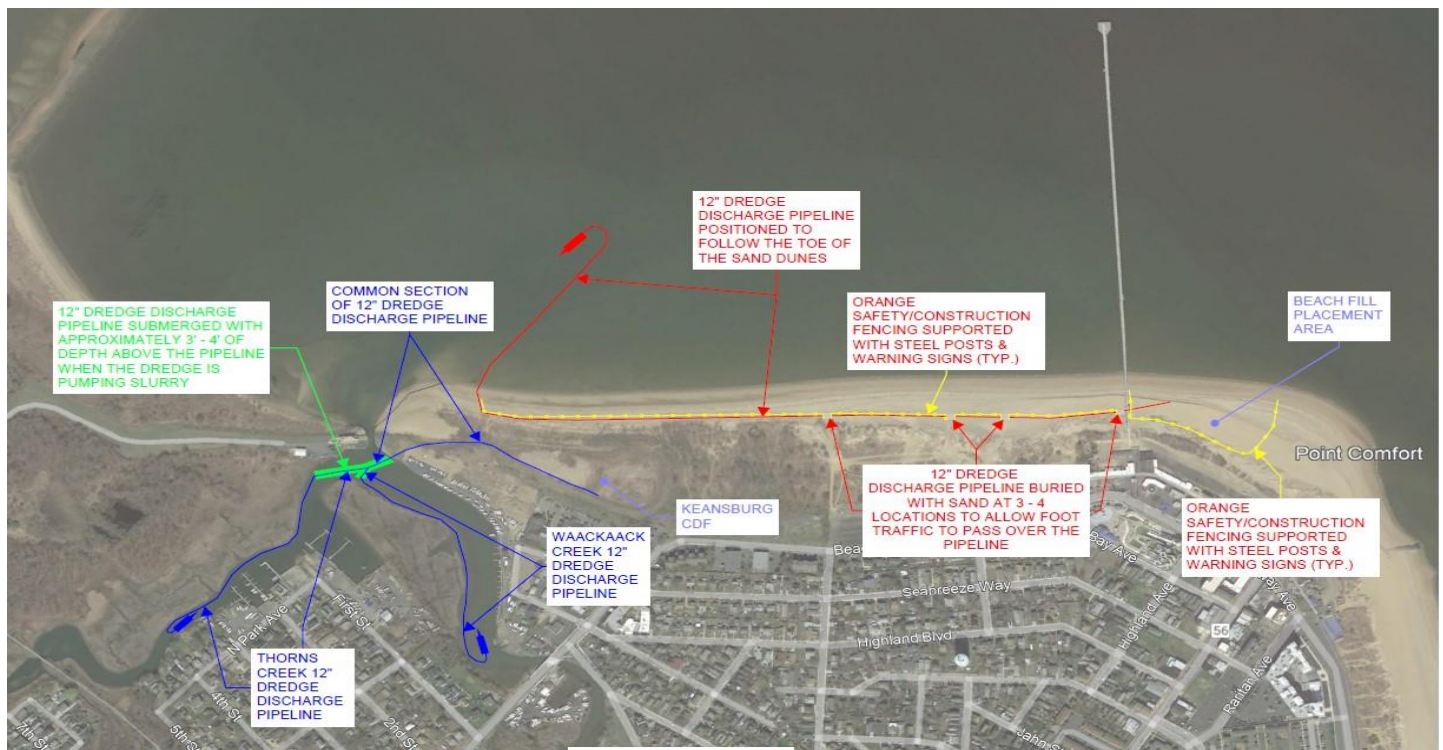 12" DREDGE
DISCHARGE PIPELINE
POSITIONED TO
FOLLOW THE TOE OF
THE SAND DUNES
COMMON SECTION
OF 12" DREDGE
DISCHARGE PIPELINE
12" DREDGE DISCHARGE
PIPELINE SUBMERGED WITH
APPROXIMATELY 3' - 4' OF
DEPTH ABOVE THE PIPELINE
WHEN THE DREDGE IS
PUMPING SLURRY
ORANGE
SAFETY/CONSTRUCTION
FENCING SUPPORTED
WITH STEEL POSTS &
WARNING SIGNS (TYP.)
BEACH FILL
PLACEMENT
AREA
Point Comfort
12" DREDGE
DISCHARGE PIPELINE BURIED
WITH SAND AT 3 - 4
LOCATIONS TO ALLOW FOOT
TRAFFIC TO PASS OVER THE
PIPELINE
KEANSBURG
CDF
ORANGE
SAFETY/CONSTRUCTION
FENCING SUPPORTED
WITH STEEL POSTS &
WARNING SIGNS (TYP.)
WAACKAACK
CREEK 12"
DREDGE
DISCHARGE
PIPELINE
Bay Ave
Seabreeze Way
Highland Blvd
Highland Ave
56
Raritan Ave
First St
N Park Ave
THORNS
CREEK 12"
DREDGE
DISCHARGE
PIPELINE
4th St
2nd St
5th St
7th St